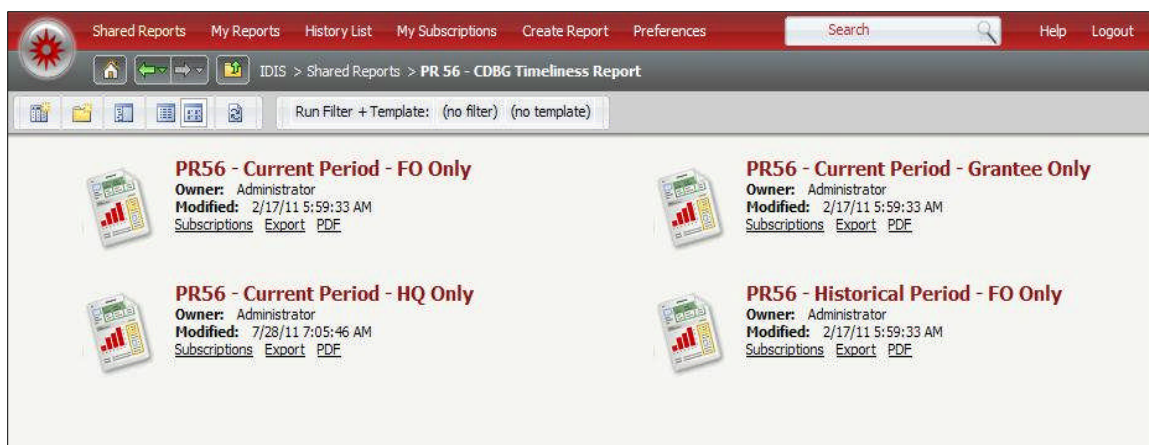 Shared Reports My Reports History List My Subscriptions Create Report Preferences Search Help Logout
IDIS > Shared Reports > PR 56 - CDBG Timeliness Report
Run Filter + Template: (no filter) (no template)
PR56 - Current Period - FO Only
Owner: Administrator
Modified: 2/17/11 5:59:33 AM
Subscriptions Export PDF
PR56 - Current Period - Grantee Only
Owner: Administrator
Modified: 2/17/11 5:59:33 AM
Subscriptions Export PDF
PR56 - Current Period - HQ Only
Owner: Administrator
Modified: 7/28/11 7:05:46 AM
Subscriptions Export PDF
PR56 - Historical Period - FO Only
Owner: Administrator
Modified: 2/17/11 5:59:33 AM
Subscriptions Export PDF